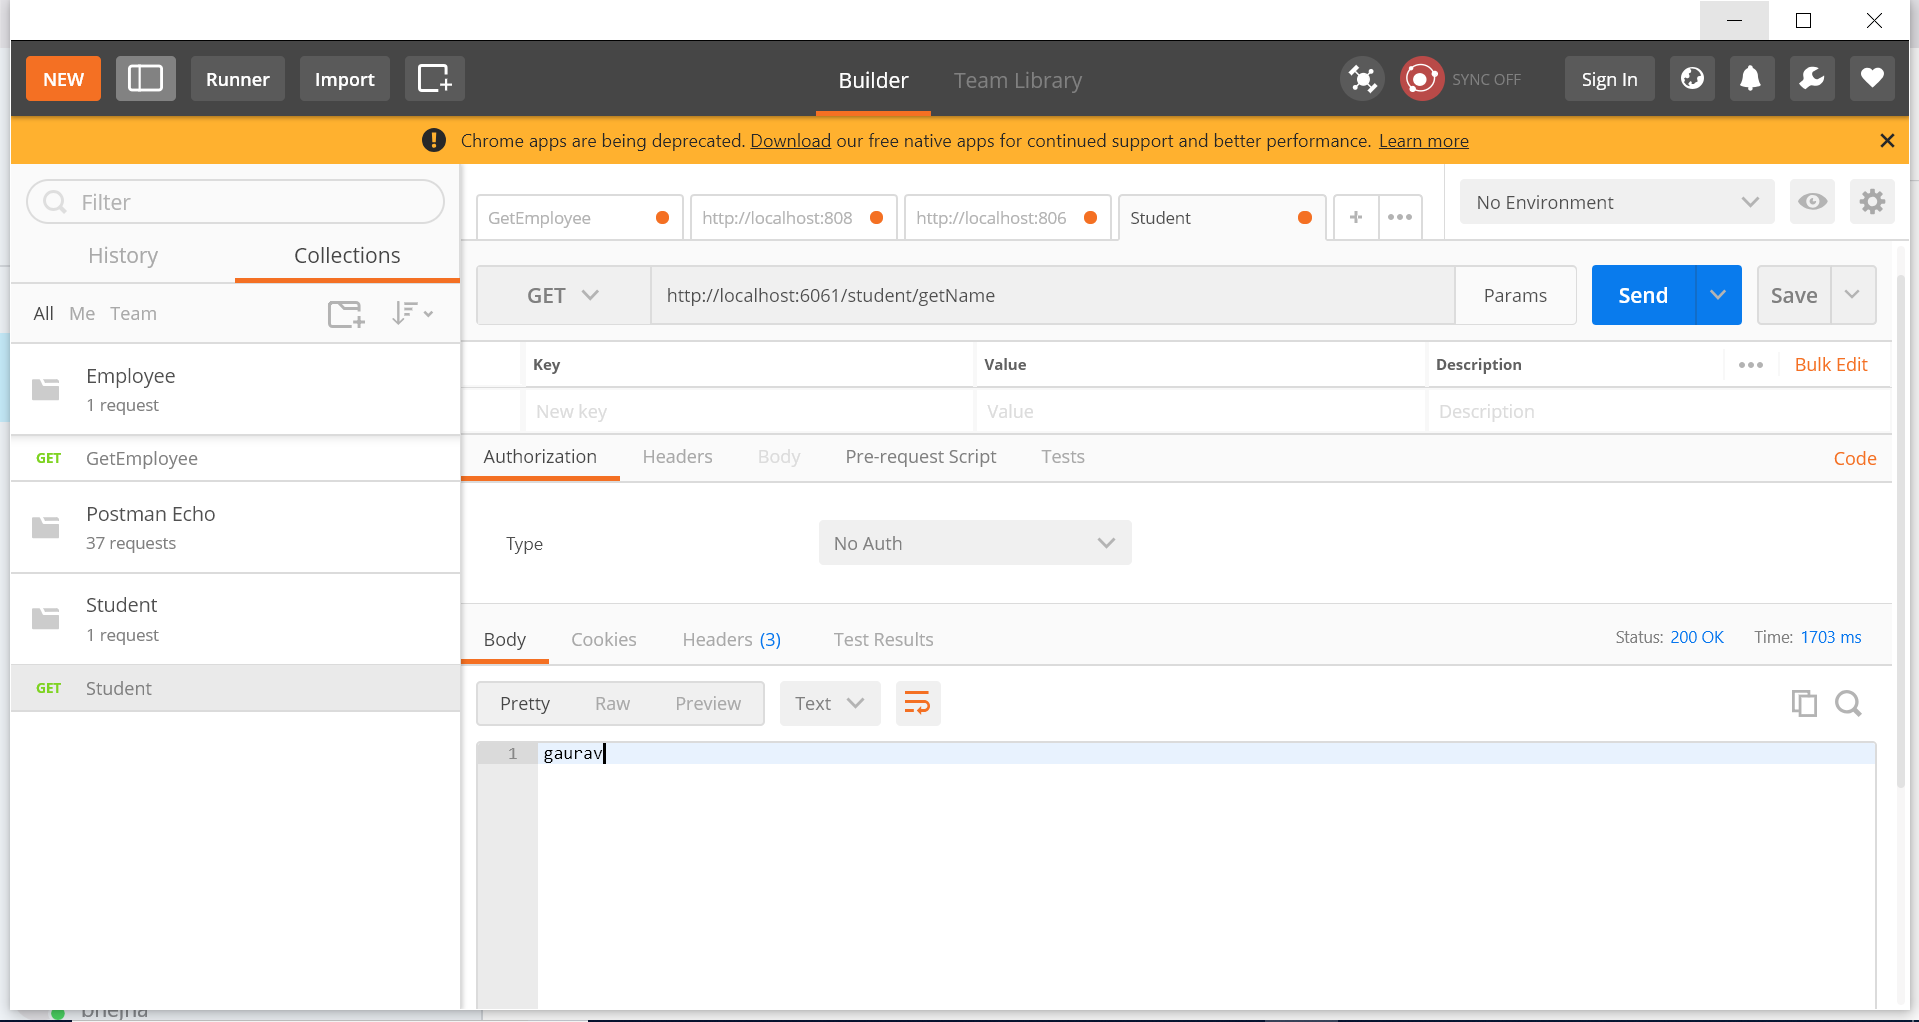 NEW
Runner
Import
Builder
Team Library
SYNC OFF
Sign In
Chrome apps are being deprecated. Download our free native apps for continued support and better performance. Learn more
Filter
History
Collections
All Me Team
Employee
1 request
GET GetEmployee
Postman Echo
37 requests
Student
1 request
GET Student
GetEmployee
http://localhost:808
http://localhost:806
Student
No Environment
GET
http://localhost:6061/student/getName
Params
Send
Save
Key Value Description Bulk Edit
New key Value Description
Authorization Headers Body Pre-request Script Tests Code
Type No Auth
Body Cookies Headers (3) Test Results Status: 200 OK Time: 1703 ms
Pretty Raw Preview Text
1 gaurav